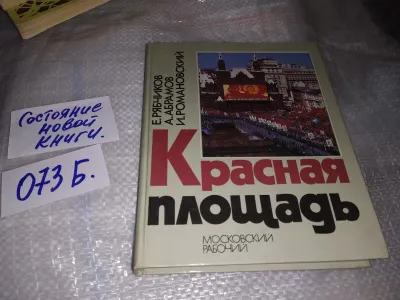 Состояние
новой
книги.
073 Б.
Е.РЯБЧИКОВ
А.АБРАМОВ
И.РОМАНОВСКИЙ
Красная
площадь
МОСКОВСКИЙ
РАБОЧИЙ